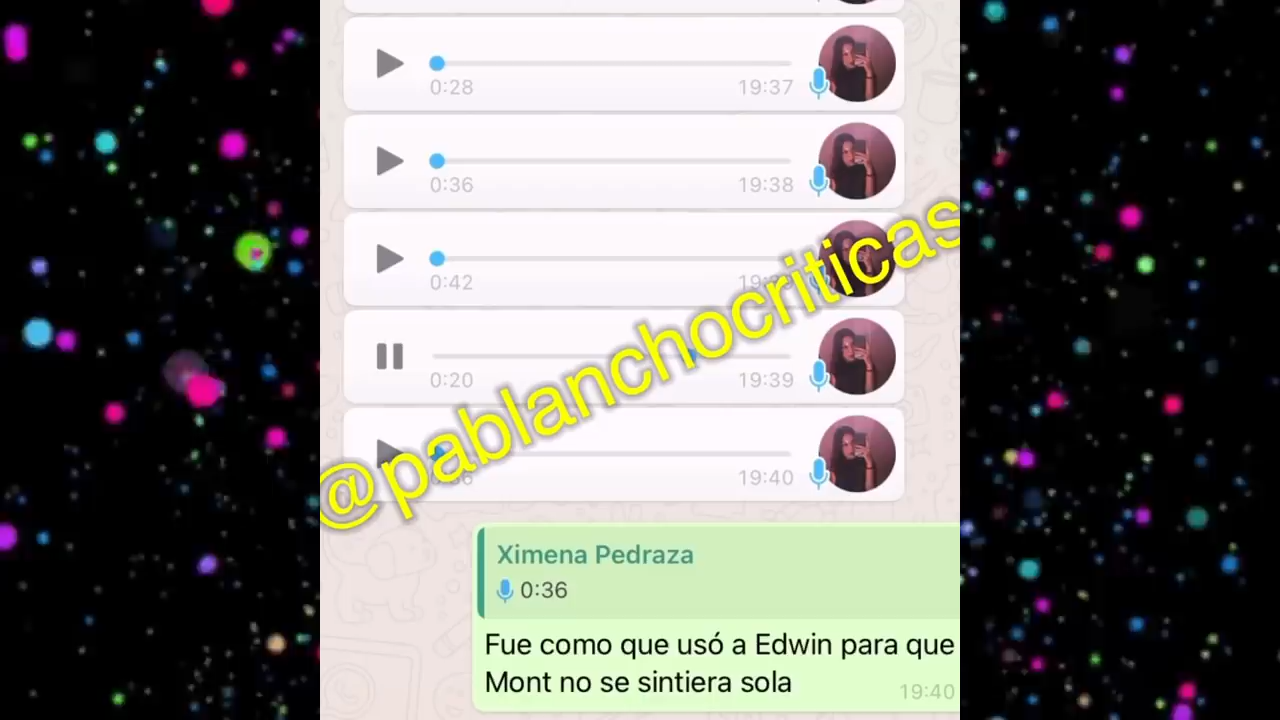 0:28 19:37
0:36 19:38
0:42
0:20 19:39
19:40
@pablanchocriticas
Ximena Pedraza
0:36
Fue como que usó a Edwin para que
Mont no se sintiera sola
19:40